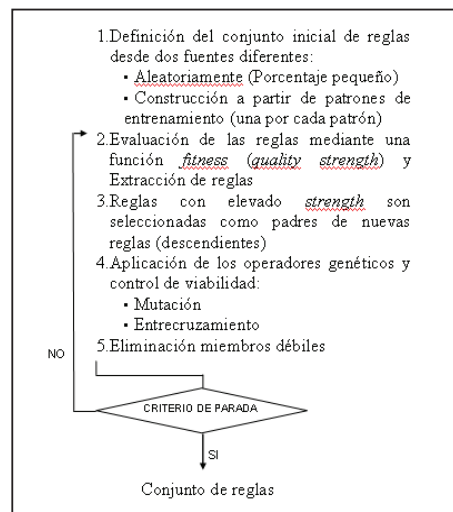 1.Definición del conjunto inicial de reglas
desde dos fuentes diferentes:
▪ Aleatoriamente (Porcentaje pequeño)
▪ Construcción a partir de patrones de
entrenamiento (una por cada patrón)
2.Evaluación de las reglas mediante una
función fitness (quality strength) y
Extracción de reglas
3.Reglas con elevado strength son
seleccionadas como padres de nuevas
reglas (descendientes)
4.Aplicación de los operadores genéticos y
control de viabilidad:
▪ Mutación
▪ Entrecruzamiento
5.Eliminación miembros débiles
NO
CRITERIO DE PARADA
SI
Conjunto de reglas